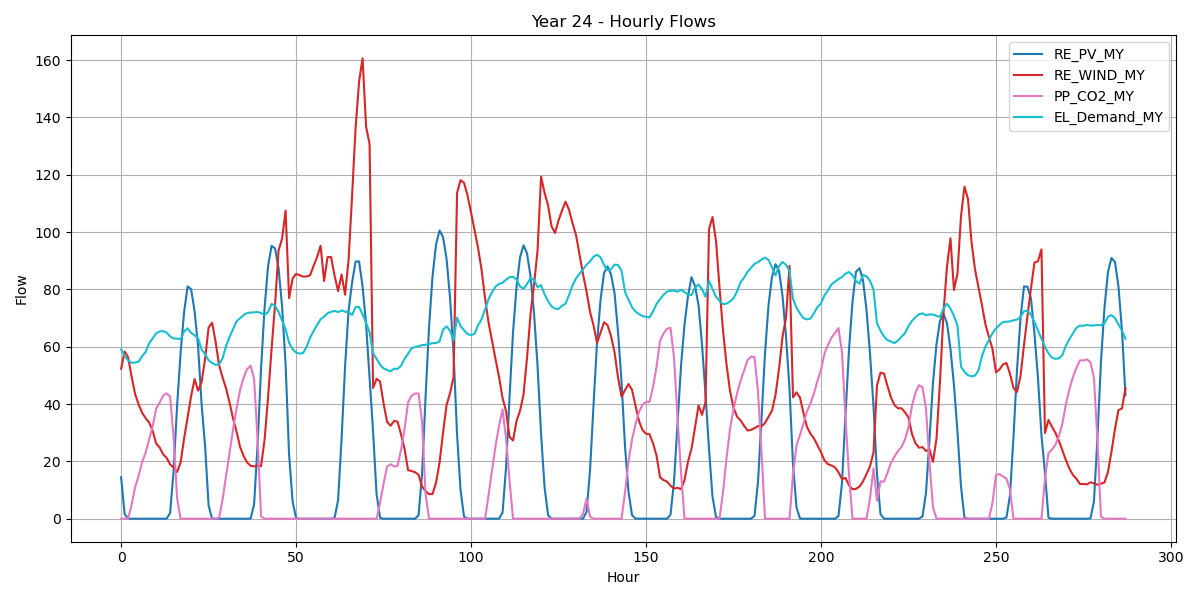 Year 24 - Hourly Flows
RE_PV_MY
RE_WIND_MY
PP_CO2_MY
EL_Demand_MY
Flow
160
140
120
100
80
60
40
20
0
0 50 100 150 200 250 300
Hour